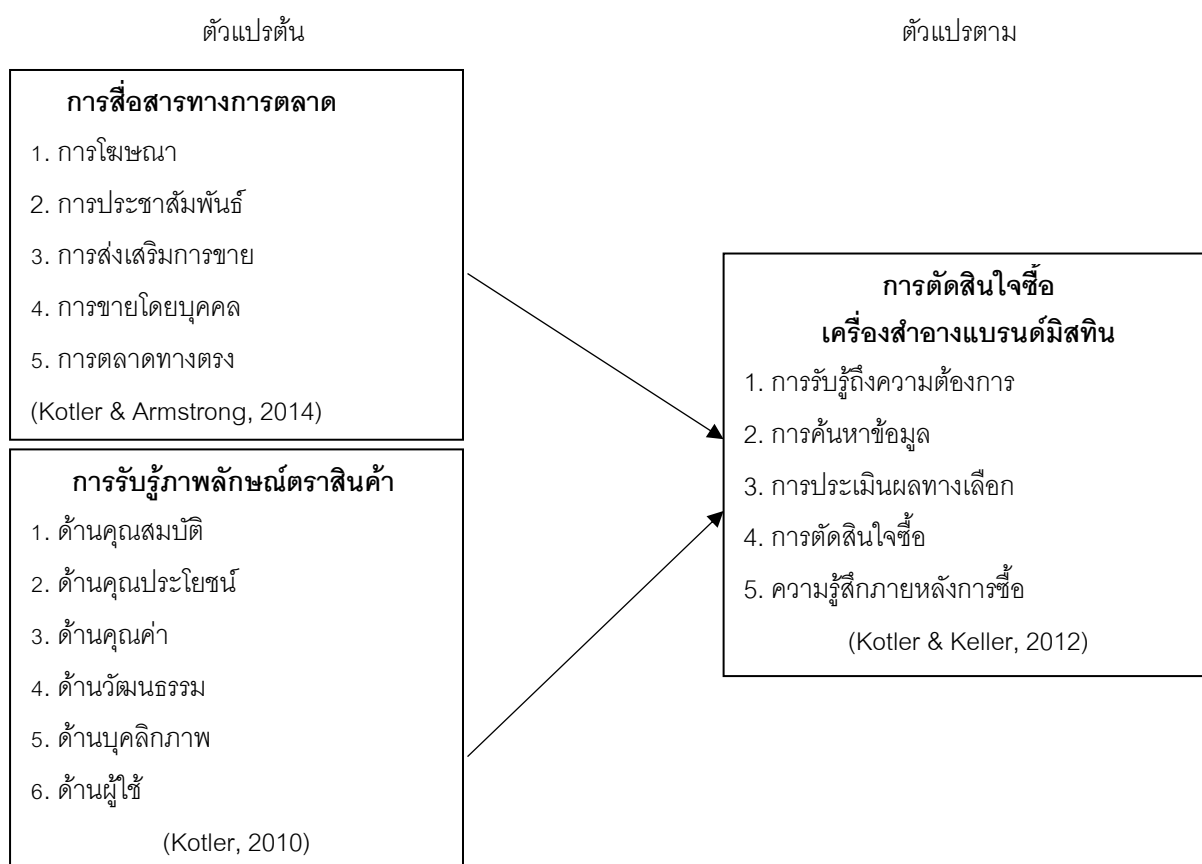 ตัวแปรต้น
ตัวแปรตาม
การสื่อสารทางการตลาด
1. การโฆษณา
2. การประชาสัมพันธ์
3. การส่งเสริมการขาย
4. การขายโดยบุคคล
5. การตลาดทางตรง
(Kotler & Armstrong, 2014)
การรับรู้ภาพลักษณ์ตราสินค้า
1. ด้านคุณสมบัติ
2. ด้านคุณประโยชน์
3. ด้านคุณค่า
4. ด้านวัฒนธรรม
5. ด้านบุคลิกภาพ
6. ด้านผู้ใช้
(Kotler, 2010)
การตัดสินใจซื้อ
เครื่องสำอางแบรนด์มิสทิน
1. การรับรู้ถึงความต้องการ
2. การค้นหาข้อมูล
3. การประเมินผลทางเลือก
4. การตัดสินใจซื้อ
5. ความรู้สึกภายหลังการซื้อ
(Kotler & Keller, 2012)